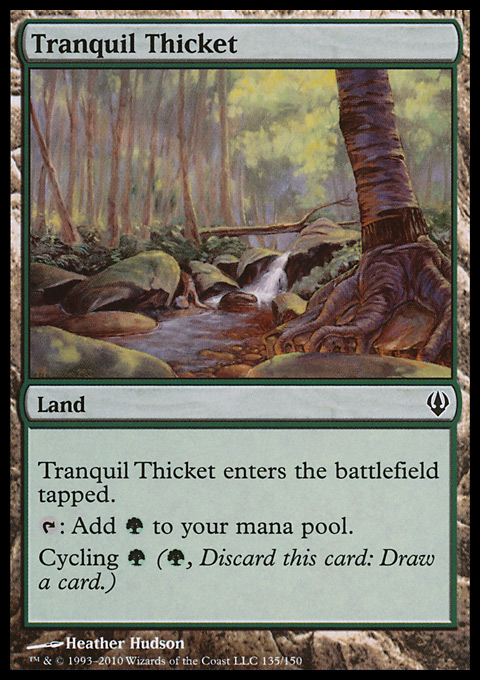 Tranquil Thicket
Land
Tranquil Thicket enters the battlefield
tapped.
: Add to your mana pool.
Cycling (, Discard this card: Draw
a card.)
Heather Hudson
™ & © 1993–2010 Wizards of the Coast LLC 135/150